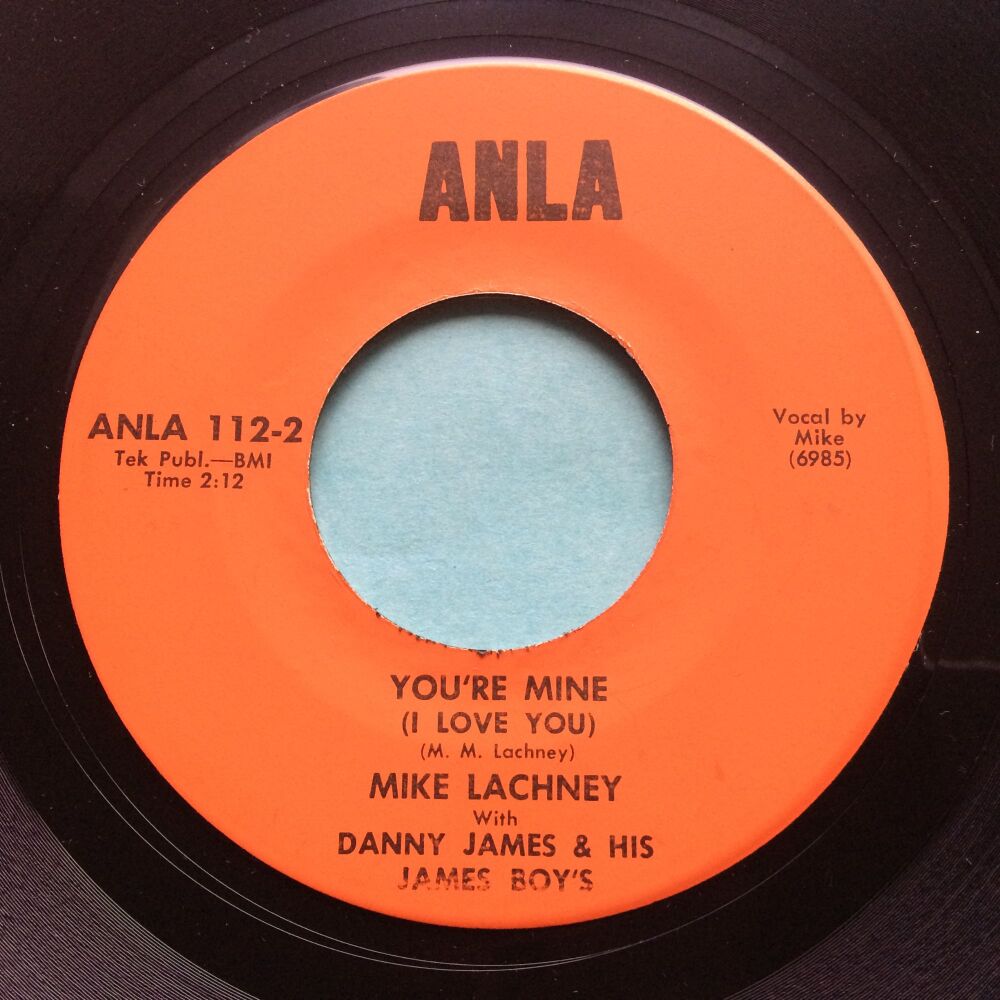 ANLA
ANLA 112-2
Tek Publ.—BMI
Time 2:12
Vocal by
Mike
(6985)
YOU'RE MINE
(I LOVE YOU)
(M. M. Lachney)
MIKE LACHNEY
With
DANNY JAMES & HIS
JAMES BOY'S